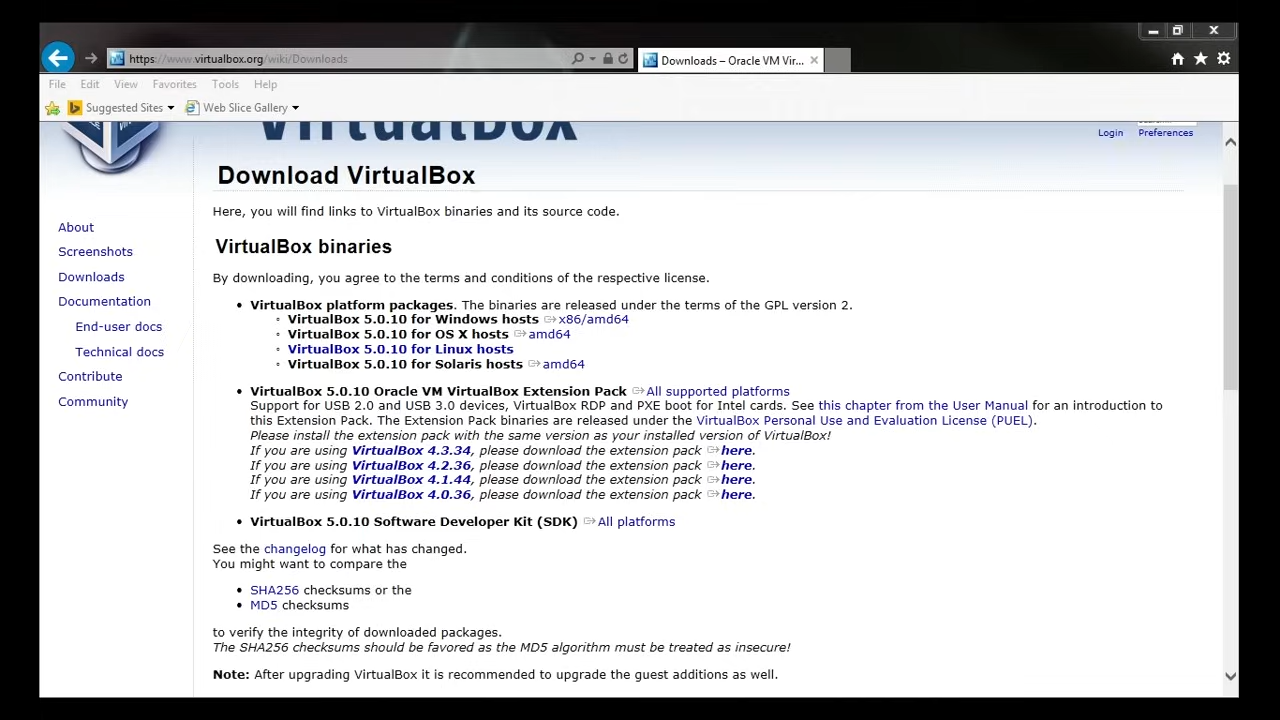 https://www.virtualbox.org/wiki/Downloads
Downloads – Oracle VM Vir...
File Edit View Favorites Tools Help
Suggested Sites Web Slice Gallery
VirtualBox
Login Preferences
Download VirtualBox
Here, you will find links to VirtualBox binaries and its source code.
About
Screenshots
Downloads
Documentation
End-user docs
Technical docs
Contribute
Community
VirtualBox binaries
By downloading, you agree to the terms and conditions of the respective license.
• VirtualBox platform packages. The binaries are released under the terms of the GPL version 2.
◦ VirtualBox 5.0.10 for Windows hosts x86/amd64
◦ VirtualBox 5.0.10 for OS X hosts amd64
◦ VirtualBox 5.0.10 for Linux hosts
◦ VirtualBox 5.0.10 for Solaris hosts amd64
• VirtualBox 5.0.10 Oracle VM VirtualBox Extension Pack All supported platforms
Support for USB 2.0 and USB 3.0 devices, VirtualBox RDP and PXE boot for Intel cards. See this chapter from the User Manual for an introduction to
this Extension Pack. The Extension Pack binaries are released under the VirtualBox Personal Use and Evaluation License (PUEL).
Please install the extension pack with the same version as your installed version of VirtualBox!
If you are using VirtualBox 4.3.34, please download the extension pack here.
If you are using VirtualBox 4.2.36, please download the extension pack here.
If you are using VirtualBox 4.1.44, please download the extension pack here.
If you are using VirtualBox 4.0.36, please download the extension pack here.
• VirtualBox 5.0.10 Software Developer Kit (SDK) All platforms
See the changelog for what has changed.
You might want to compare the
• SHA256 checksums or the
• MD5 checksums
to verify the integrity of downloaded packages.
The SHA256 checksums should be favored as the MD5 algorithm must be treated as insecure!
Note: After upgrading VirtualBox it is recommended to upgrade the guest additions as well.